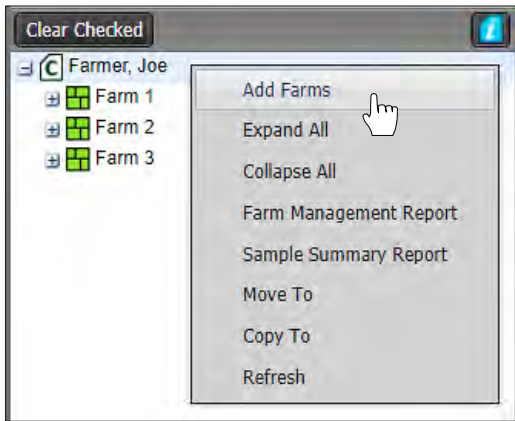 Clear Checked
i
C Farmer, Joe
Farm 1
Farm 2
Farm 3
Add Farms
Expand All
Collapse All
Farm Management Report
Sample Summary Report
Move To
Copy To
Refresh